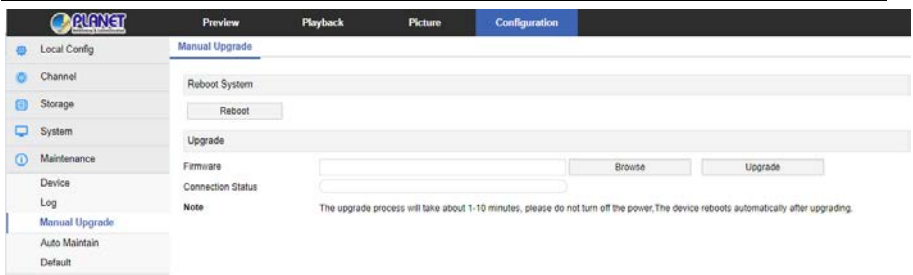 PLANET Preview Playback Picture Configuration
Local Config
Channel
Storage
System
Maintenance
Device
Log
Manual Upgrade
Auto Maintain
Default
Manual Upgrade
Reboot System
Reboot
Upgrade
Firmware Browse Upgrade
Connection Status
Note The upgrade process will take about 1-10 minutes, please do not turn off the power,The device reboots automatically after upgrading.